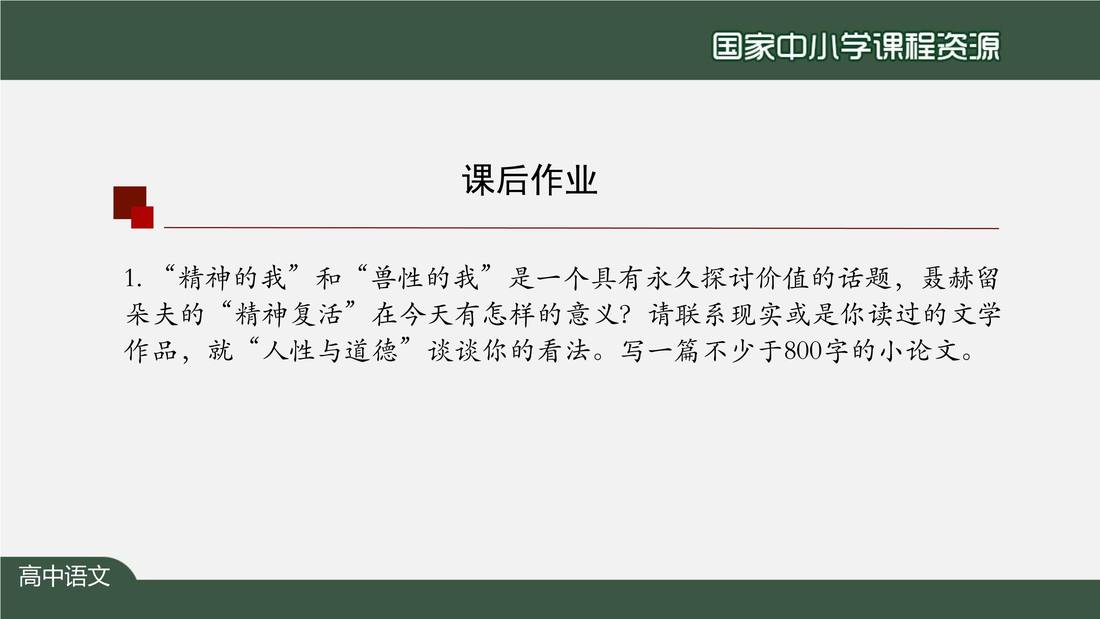 国家中小学课程资源
课后作业
1. “精神的我”和“兽性的我”是一个具有永久探讨价值的话题，聂赫留
朵夫的“精神复活”在今天有怎样的意义？请联系现实或是你读过的文学
作品，就“人性与道德”谈谈你的看法。写一篇不少于800字的小论文。
高中语文